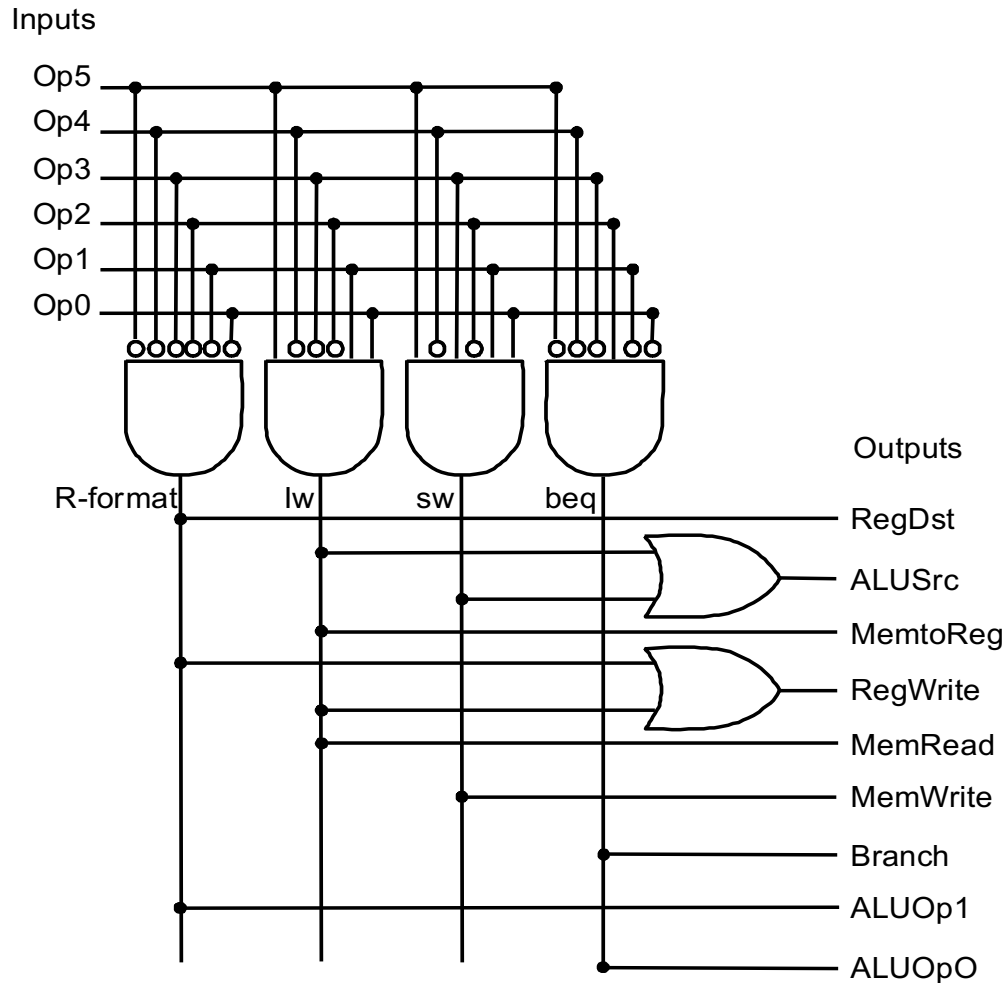 Inputs
Op5
Op4
Op3
Op2
Op1
Op0
R-format lw sw beq
Outputs
RegDst
ALUSrc
MemtoReg
RegWrite
MemRead
MemWrite
Branch
ALUOp1
ALUOpO